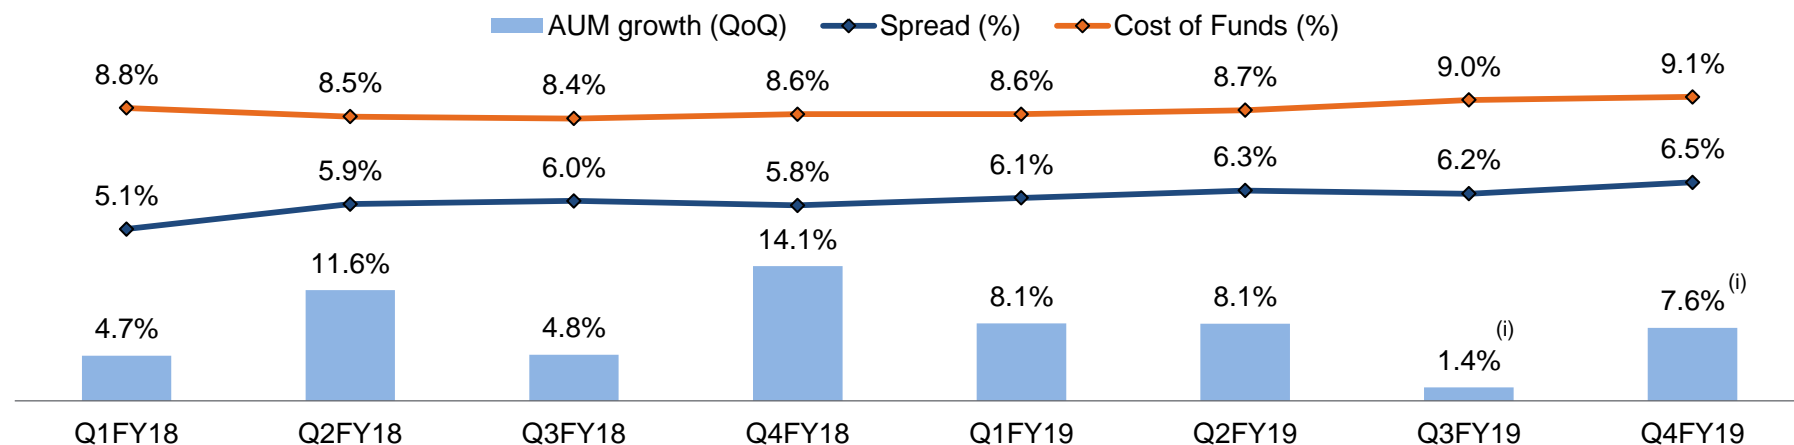 AUM growth (QoQ) Spread (%) Cost of Funds (%)
8.8% 8.5% 8.4% 8.6% 8.6% 8.7% 9.0% 9.1%
5.1% 5.9% 6.0% 5.8% 6.1% 6.3% 6.2% 6.5%
4.7% 11.6% 4.8% 14.1% 8.1% 8.1% 1.4% (i) 7.6% (i)
Q1FY18 Q2FY18 Q3FY18 Q4FY18 Q1FY19 Q2FY19 Q3FY19 Q4FY19